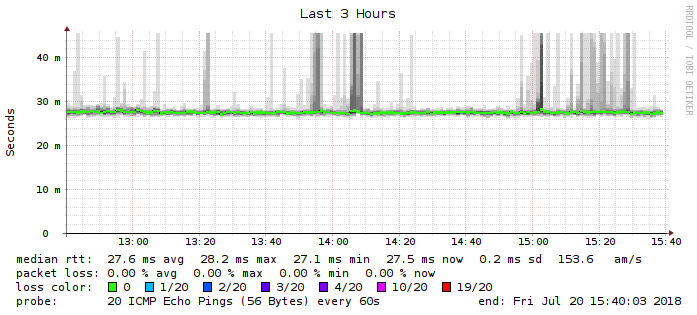 Last 3 Hours
RRDTOOL / TOBI OETIKER
Seconds
40 m
30 m
20 m
10 m
0
13:00 13:20 13:40 14:00 14:20 14:40 15:00 15:20 15:40
median rtt: 27.6 ms avg 28.2 ms max 27.1 ms min 27.5 ms now 0.2 ms sd 153.6 am/s
packet loss: 0.00 % avg 0.00 % max 0.00 % min 0.00 % now
loss color: 0 1/20 2/20 3/20 4/20 10/20 19/20
probe: 20 ICMP Echo Pings (56 Bytes) every 60s end: Fri Jul 20 15:40:03 2018